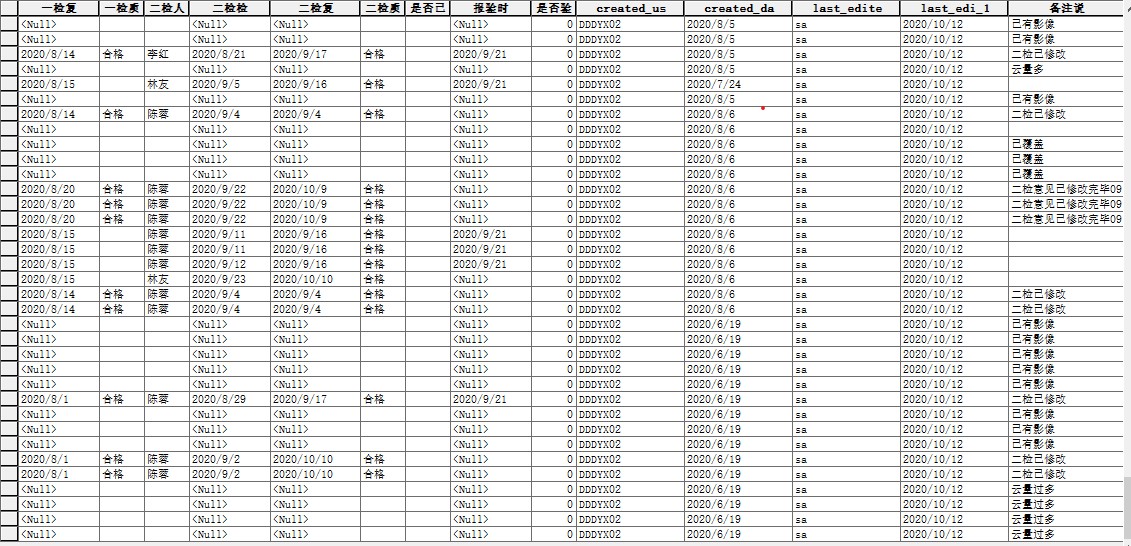 一检复 一检质 二检人 二检检 二检复 二检质 是否已 报验时 是否验 created_us created_da last_edite last_edi_1 备注说
<Null> <Null> <Null> <Null> 0 DDDYX02 2020/8/5 sa 2020/10/12 已有影像
<Null> <Null> <Null> <Null> 0 DDDYX02 2020/8/5 sa 2020/10/12 已有影像
2020/8/14 合格 李红 2020/8/21 2020/9/17 合格 2020/9/21 0 DDDYX02 2020/8/5 sa 2020/10/12 二检已修改
<Null> <Null> <Null> <Null> 0 DDDYX02 2020/8/5 sa 2020/10/12 云量多
2020/8/15 林友 2020/9/5 2020/9/16 合格 2020/9/21 0 DDDYX02 2020/7/24 sa 2020/10/12
<Null> <Null> <Null> <Null> 0 DDDYX02 2020/8/5 sa 2020/10/12 已有影像
2020/8/14 合格 陈蓉 2020/9/4 2020/9/4 合格 <Null> 0 DDDYX02 2020/8/6 sa 2020/10/12 二检已修改
<Null> <Null> <Null> <Null> 0 DDDYX02 2020/8/6 sa 2020/10/12
<Null> <Null> <Null> <Null> 0 DDDYX02 2020/8/6 sa 2020/10/12 已覆盖
<Null> <Null> <Null> <Null> 0 DDDYX02 2020/8/6 sa 2020/10/12 已覆盖
<Null> <Null> <Null> <Null> 0 DDDYX02 2020/8/6 sa 2020/10/12 已覆盖
2020/8/20 合格 陈蓉 2020/9/22 2020/10/9 合格 <Null> 0 DDDYX02 2020/8/6 sa 2020/10/12 二检意见已修改完毕09
2020/8/20 合格 陈蓉 2020/9/22 2020/10/9 合格 <Null> 0 DDDYX02 2020/8/6 sa 2020/10/12 二检意见已修改完毕09
2020/8/20 合格 陈蓉 2020/9/22 2020/10/9 合格 <Null> 0 DDDYX02 2020/8/6 sa 2020/10/12 二检意见已修改完毕09
2020/8/15 陈蓉 2020/9/11 2020/9/16 合格 2020/9/21 0 DDDYX02 2020/8/6 sa 2020/10/12
2020/8/15 陈蓉 2020/9/11 2020/9/16 合格 2020/9/21 0 DDDYX02 2020/8/6 sa 2020/10/12
2020/8/15 陈蓉 2020/9/12 2020/9/16 合格 2020/9/21 0 DDDYX02 2020/8/6 sa 2020/10/12
2020/8/15 林友 2020/9/23 2020/10/10 合格 <Null> 0 DDDYX02 2020/8/6 sa 2020/10/12
2020/8/14 合格 陈蓉 2020/9/4 2020/9/4 合格 <Null> 0 DDDYX02 2020/8/6 sa 2020/10/12 二检已修改
2020/8/14 合格 陈蓉 2020/9/4 2020/9/4 合格 <Null> 0 DDDYX02 2020/8/6 sa 2020/10/12 二检已修改
<Null> <Null> <Null> <Null> 0 DDDYX02 2020/6/19 sa 2020/10/12 已有影像
<Null> <Null> <Null> <Null> 0 DDDYX02 2020/6/19 sa 2020/10/12 已有影像
<Null> <Null> <Null> <Null> 0 DDDYX02 2020/6/19 sa 2020/10/12 已有影像
<Null> <Null> <Null> <Null> 0 DDDYX02 2020/6/19 sa 2020/10/12 已有影像
<Null> <Null> <Null> <Null> 0 DDDYX02 2020/6/19 sa 2020/10/12 已有影像
2020/8/1 合格 陈蓉 2020/8/29 2020/9/17 合格 2020/9/21 0 DDDYX02 2020/6/19 sa 2020/10/12 二检已修改
<Null> <Null> <Null> <Null> 0 DDDYX02 2020/6/19 sa 2020/10/12 已有影像
<Null> <Null> <Null> <Null> 0 DDDYX02 2020/6/19 sa 2020/10/12 已有影像
<Null> <Null> <Null> <Null> 0 DDDYX02 2020/6/19 sa 2020/10/12 已有影像
2020/8/1 合格 陈蓉 2020/9/2 2020/10/10 合格 <Null> 0 DDDYX02 2020/6/19 sa 2020/10/12 二检已修改
2020/8/1 合格 陈蓉 2020/9/2 2020/10/10 合格 <Null> 0 DDDYX02 2020/6/19 sa 2020/10/12 二检已修改
<Null> <Null> <Null> <Null> 0 DDDYX02 2020/6/19 sa 2020/10/12 云量过多
<Null> <Null> <Null> <Null> 0 DDDYX02 2020/6/19 sa 2020/10/12 云量过多
<Null> <Null> <Null> <Null> 0 DDDYX02 2020/6/19 sa 2020/10/12 云量过多
<Null> <Null> <Null> <Null> 0 DDDYX02 2020/6/19 sa 2020/10/12 云量过多